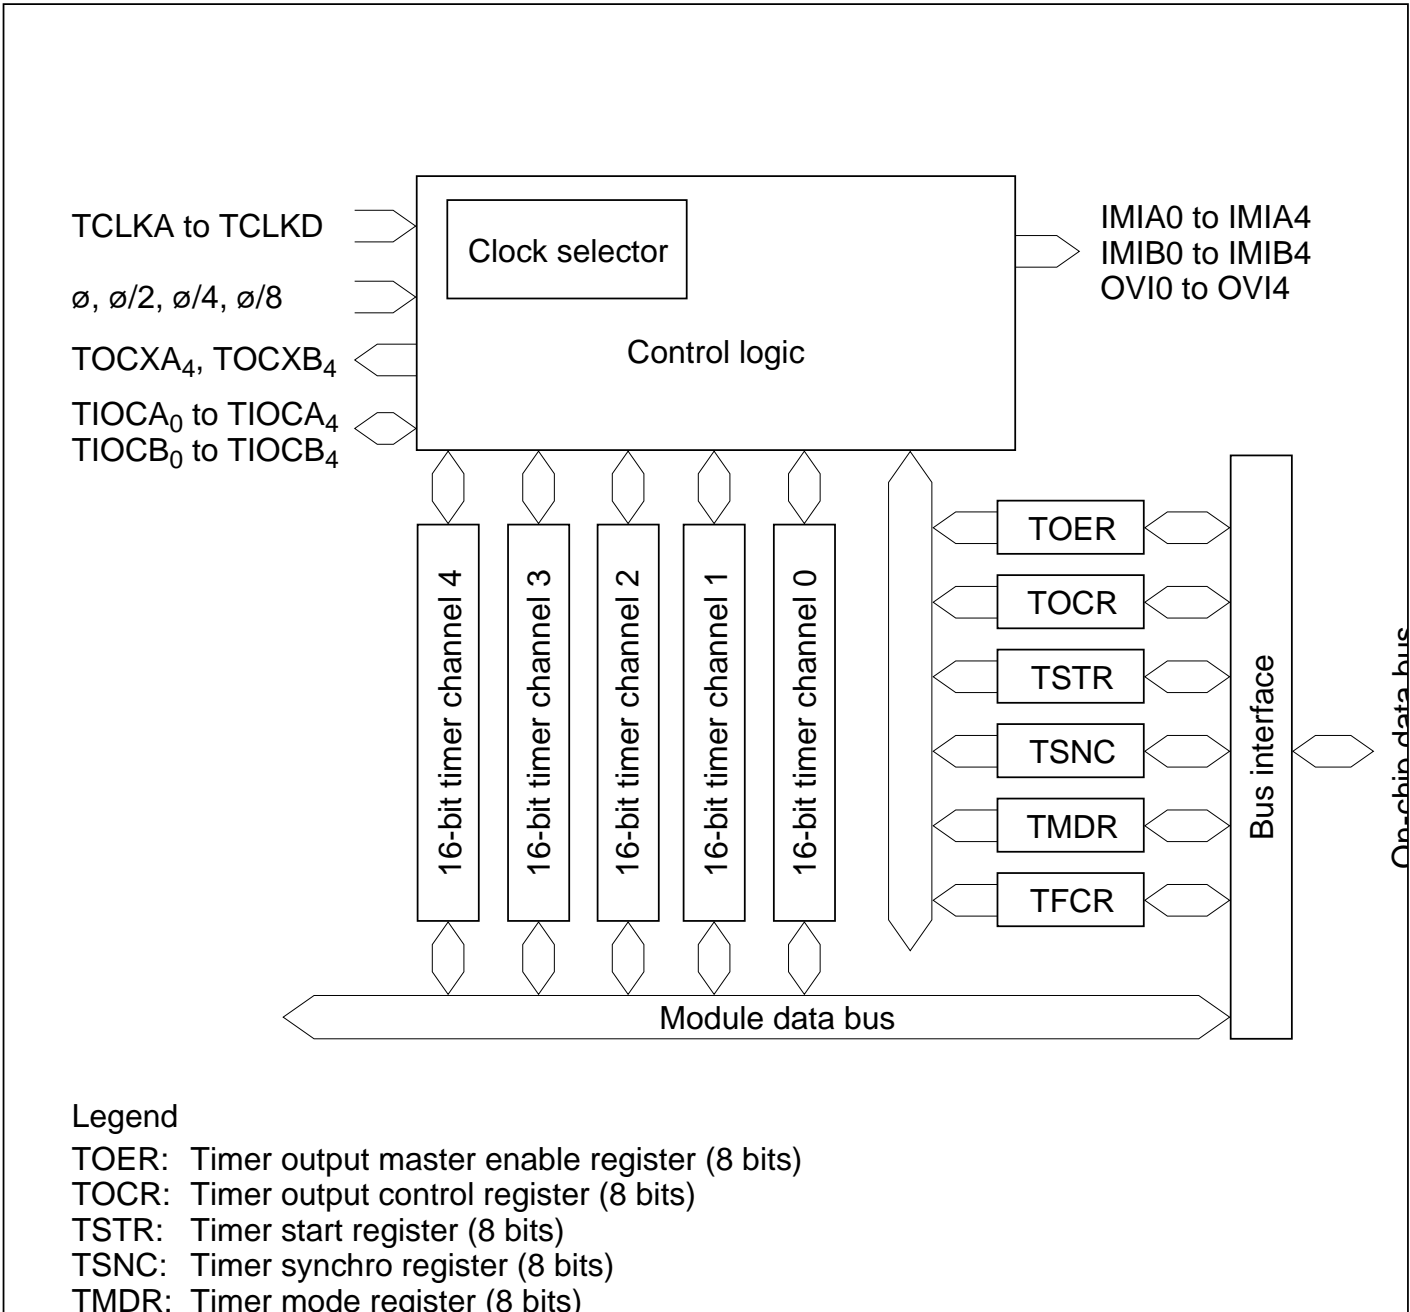 TCLKA to TCLKD
ø, ø/2, ø/4, ø/8
TOCXA4, TOCXB4
TIOCA0 to TIOCA4
TIOCB0 to TIOCB4
Clock selector
Control logic
IMIA0 to IMIA4
IMIB0 to IMIB4
OVI0 to OVI4
16-bit timer channel 4
16-bit timer channel 3
16-bit timer channel 2
16-bit timer channel 1
16-bit timer channel 0
TOER
TOCR
TSTR
TSNC
TMDR
TFCR
Bus interface
On-chip data bus
Module data bus
Legend
TOER: Timer output master enable register (8 bits)
TOCR: Timer output control register (8 bits)
TSTR: Timer start register (8 bits)
TSNC: Timer synchro register (8 bits)
TMDR: Timer mode register (8 bits)